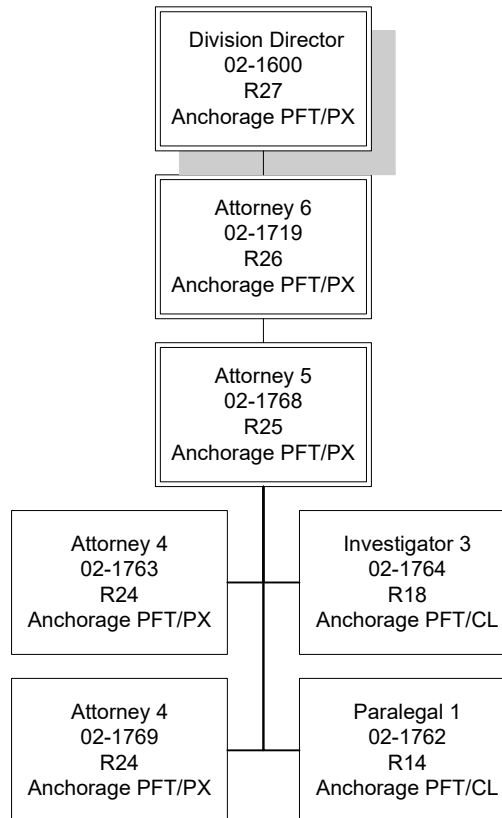 Division Director
02-1600
R27
Anchorage PFT/PX
Attorney 6
02-1719
R26
Anchorage PFT/PX
Attorney 5
02-1768
R25
Anchorage PFT/PX
Attorney 4
02-1763
R24
Anchorage PFT/PX
Investigator 3
02-1764
R18
Anchorage PFT/CL
Attorney 4
02-1769
R24
Anchorage PFT/PX
Paralegal 1
02-1762
R14
Anchorage PFT/CL